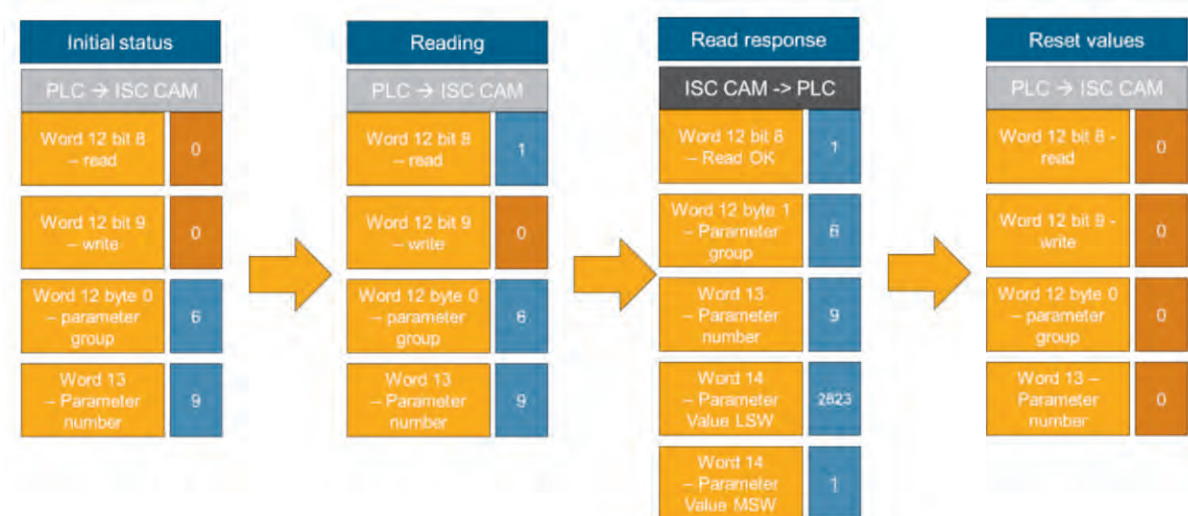 Initial status
PLC → ISC CAM
Word 12 bit 8
– read
0
Word 12 bit 9
– write
0
Word 12 byte 0
– parameter
group
6
Word 13
– Parameter
number
9
Reading
PLC → ISC CAM
Word 12 bit 8
– read
1
Word 12 bit 9
– write
0
Word 12 byte 0
– parameter
group
6
Word 13
– Parameter
number
9
Read response
ISC CAM -> PLC
Word 12 bit 8
– Read OK
1
Word 12 byte 1
– Parameter
group
6
Word 13
– Parameter
number
9
Word 14
– Parameter
Value LSW
2823
Word 14
– Parameter
Value MSW
1
Reset values
PLC → ISC CAM
Word 12 bit 8 -
read
0
Word 12 bit 9 -
write
0
Word 12 byte 0
– parameter
group
0
Word 13 –
Parameter
number
0